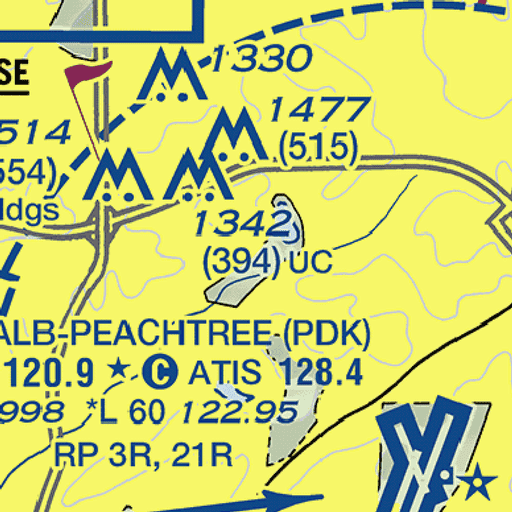 SE
1330
1477
(515)
514
554)
ldgs
1342
(394) UC
ALB-PEACHTREE (PDK)
120.9 * C ATIS 128.4
998 *L 60 122.95
RP 3R, 21R